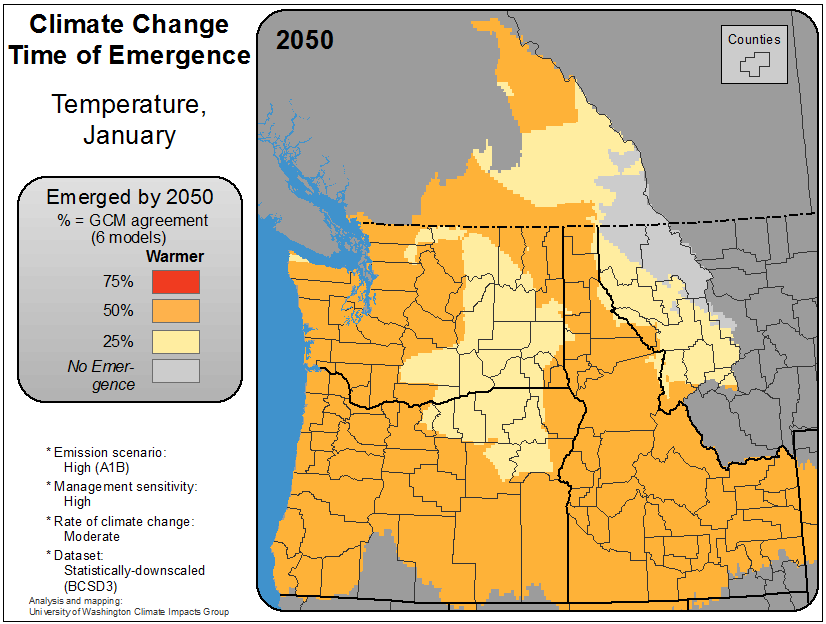 Climate Change
Time of Emergence
Temperature,
January
Emerged by 2050
% = GCM agreement
(6 models)
Warmer
75%
50%
25%
No Emer-
gence
* Emission scenario:
High (A1B)
* Management sensitivity:
High
* Rate of climate change:
Moderate
* Dataset:
Statistically-downscaled
(BCSD3)
Analysis and mapping:
University of Washington Climate Impacts Group
2050
Counties